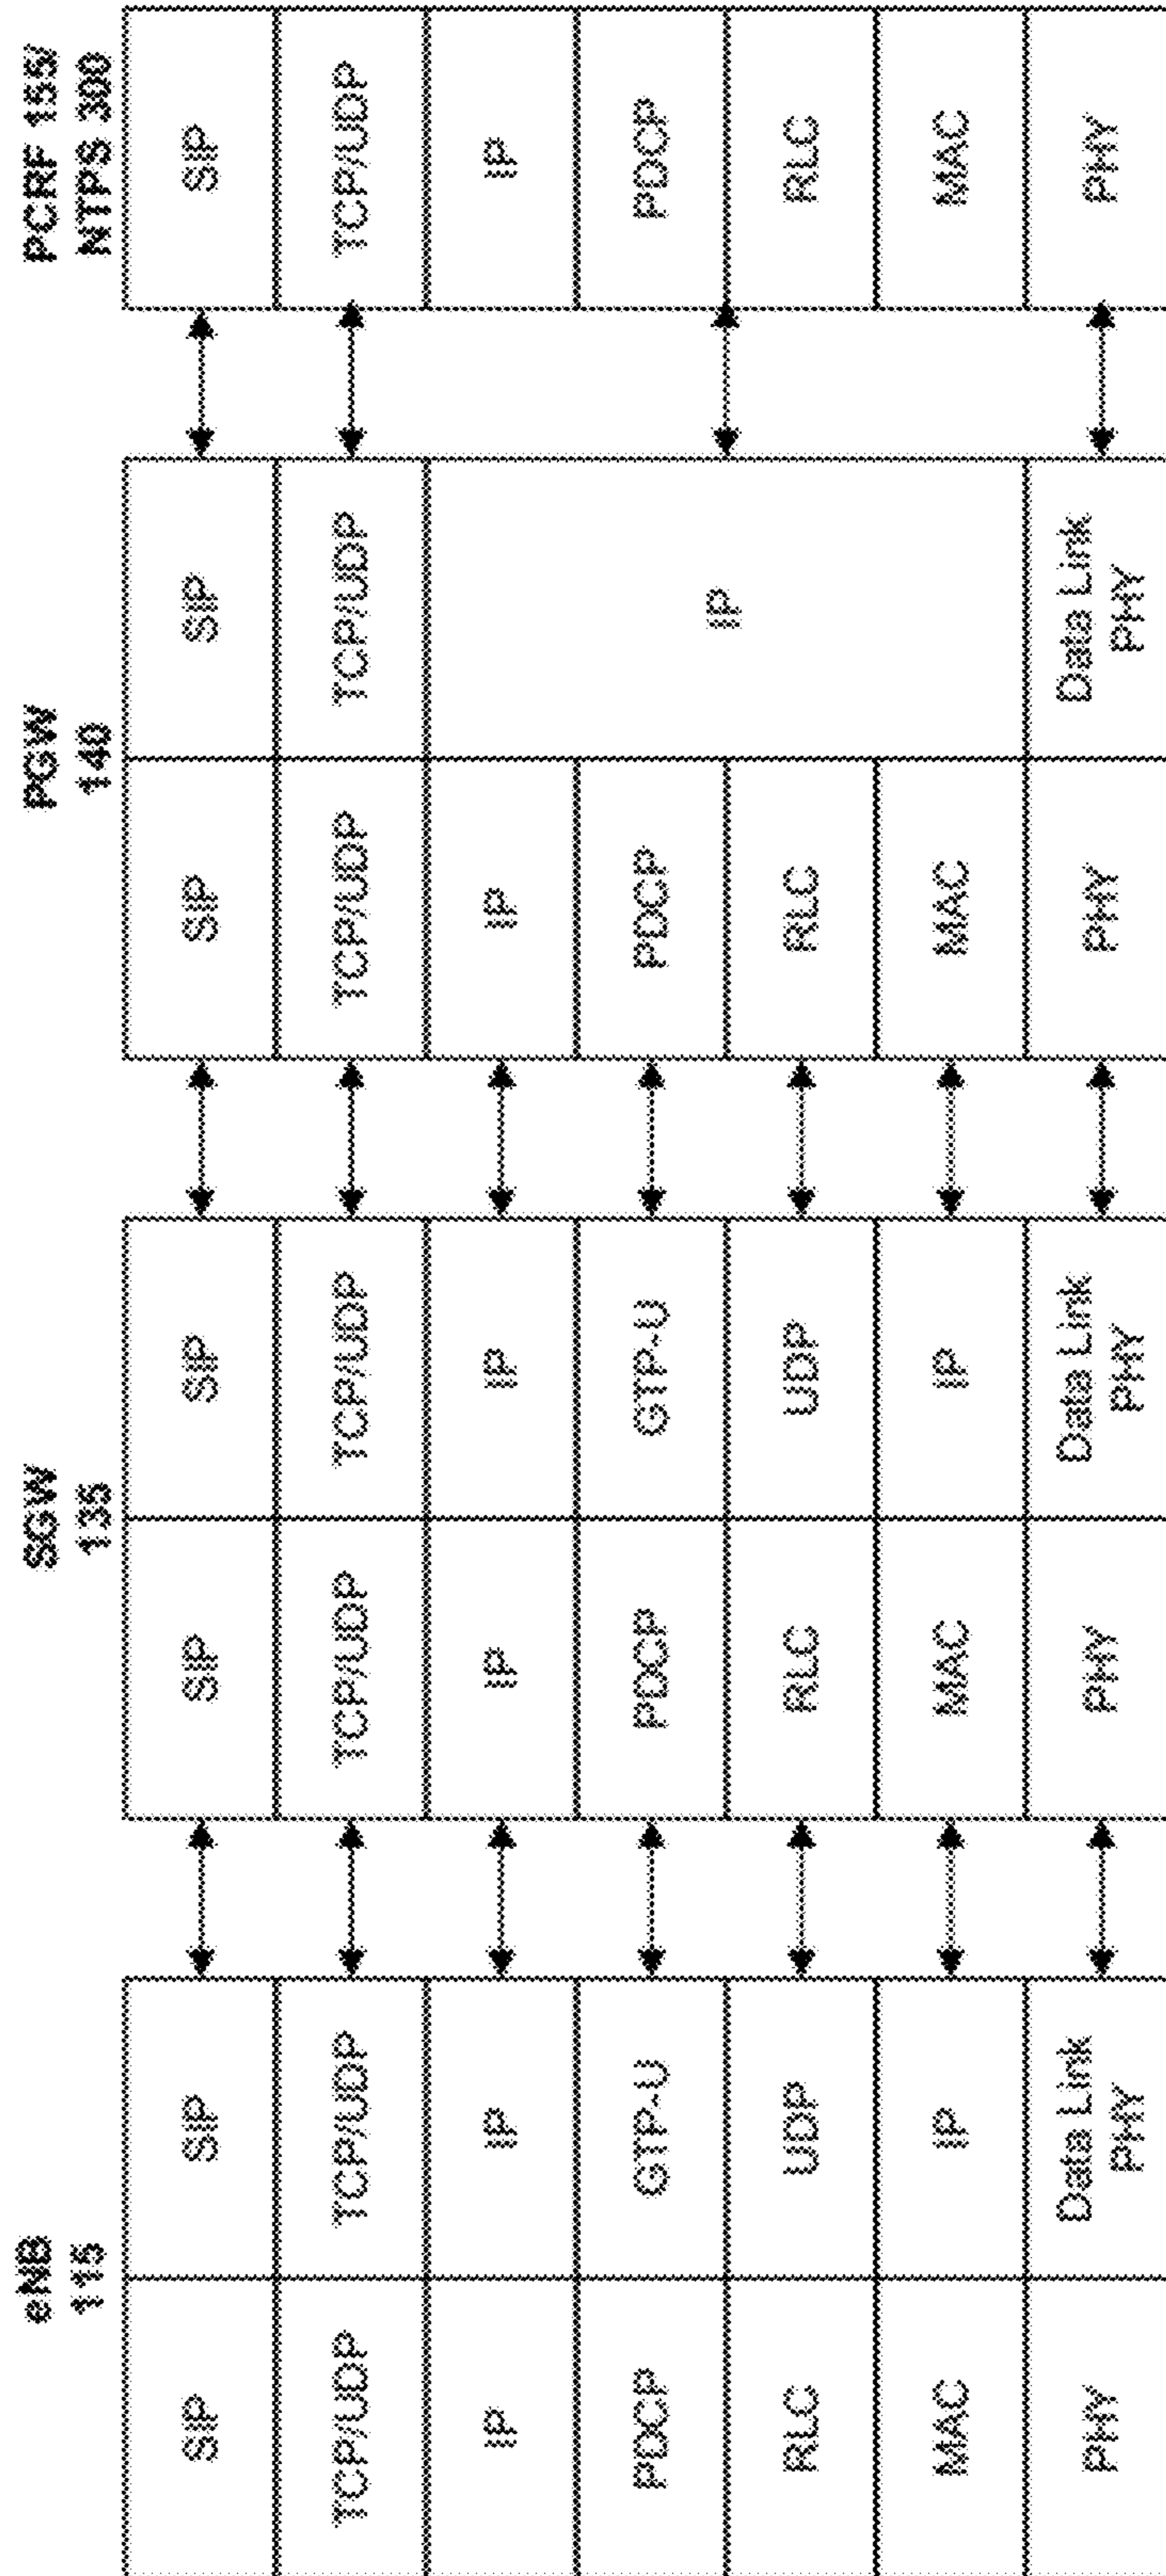 eNB
115
SIP
TCP/UDP
IP
PDCP
RLC
MAC
PHY
SIP
TCP/UDP
IP
GTP-U
UDP
IP
Data Link
PHY
SGW
135
SIP
TCP/UDP
IP
PDCP
RLC
MAC
PHY
SIP
TCP/UDP
IP
GTP-U
UDP
IP
Data Link
PHY
PGW
140
SIP
TCP/UDP
IP
PDCP
RLC
MAC
PHY
SIP
TCP/UDP
IP
Data Link
PHY
PCRF 155/
NTPS 300
SIP
TCP/UDP
IP
PDCP
RLC
MAC
PHY